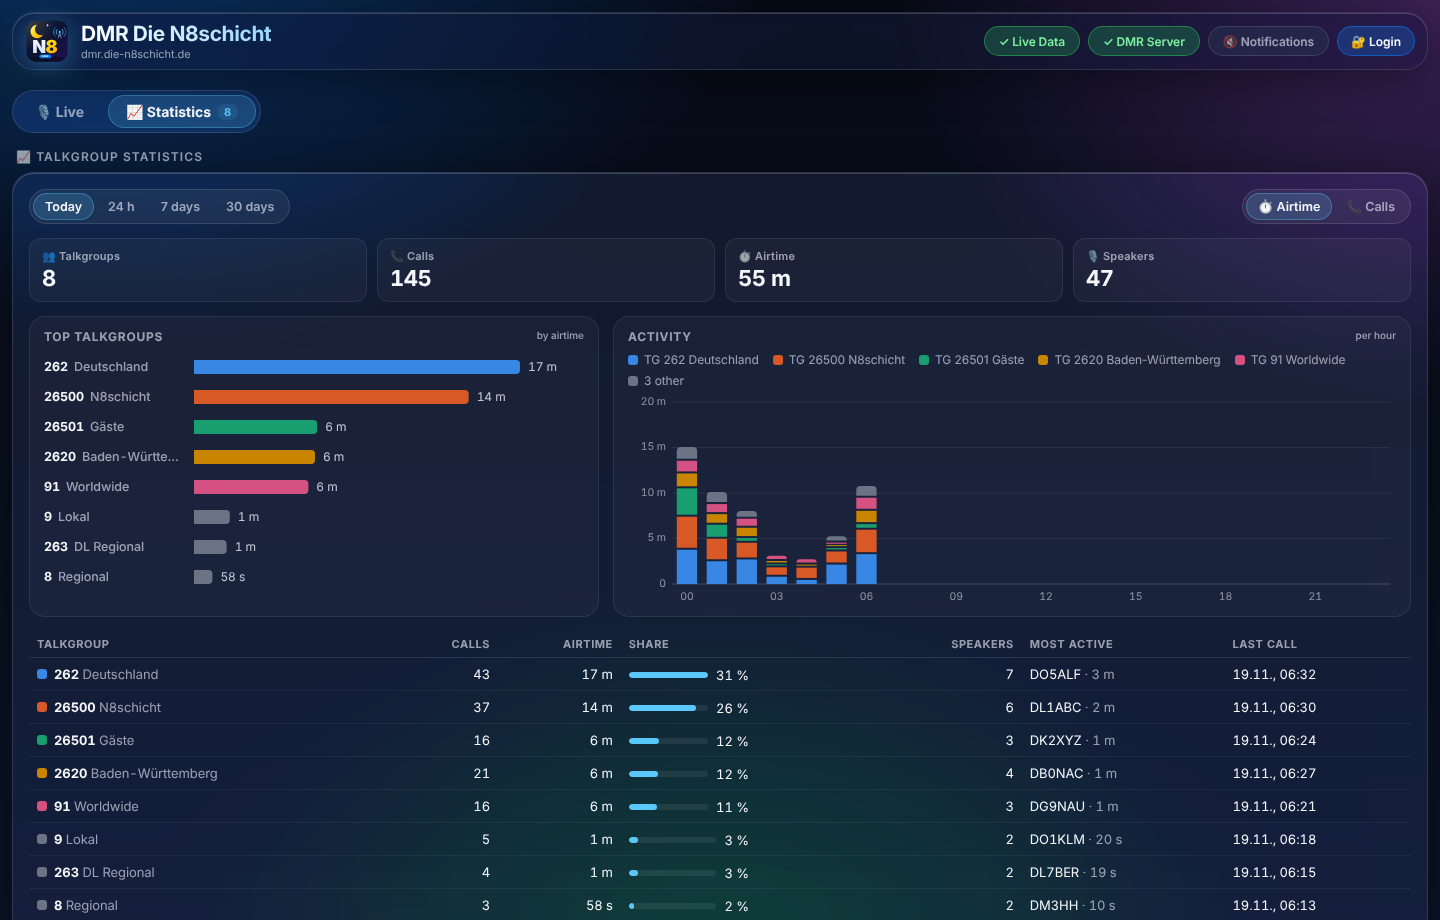 N8
DMR Die N8schicht
dmr.die-n8schicht.de
✓ Live Data
✓ DMR Server
Notifications
Login
Live
Statistics 8
TALKGROUP STATISTICS
Today 24 h 7 days 30 days
Airtime Calls
Talkgroups
8
Calls
145
Airtime
55 m
Speakers
47
TOP TALKGROUPS by airtime
262 Deutschland 17 m
26500 N8schicht 14 m
26501 Gäste 6 m
2620 Baden-Württe... 6 m
91 Worldwide 6 m
9 Lokal 1 m
263 DL Regional 1 m
8 Regional 58 s
ACTIVITY per hour
TG 262 Deutschland TG 26500 N8schicht TG 26501 Gäste TG 2620 Baden-Württemberg TG 91 Worldwide
3 other
20 m
15 m
10 m
5 m
0
00 03 06 09 12 15 18 21
TALKGROUP CALLS AIRTIME SHARE SPEAKERS MOST ACTIVE LAST CALL
262 Deutschland 43 17 m 31 % 7 DO5ALF · 3 m 19.11., 06:32
26500 N8schicht 37 14 m 26 % 6 DL1ABC · 2 m 19.11., 06:30
26501 Gäste 16 6 m 12 % 3 DK2XYZ · 1 m 19.11., 06:24
2620 Baden-Württemberg 21 6 m 12 % 4 DB0NAC · 1 m 19.11., 06:27
91 Worldwide 16 6 m 11 % 3 DG9NAU · 1 m 19.11., 06:21
9 Lokal 5 1 m 3 % 2 DO1KLM · 20 s 19.11., 06:18
263 DL Regional 4 1 m 3 % 2 DL7BER · 19 s 19.11., 06:15
8 Regional 3 58 s 2 % 2 DM3HH · 10 s 19.11., 06:13